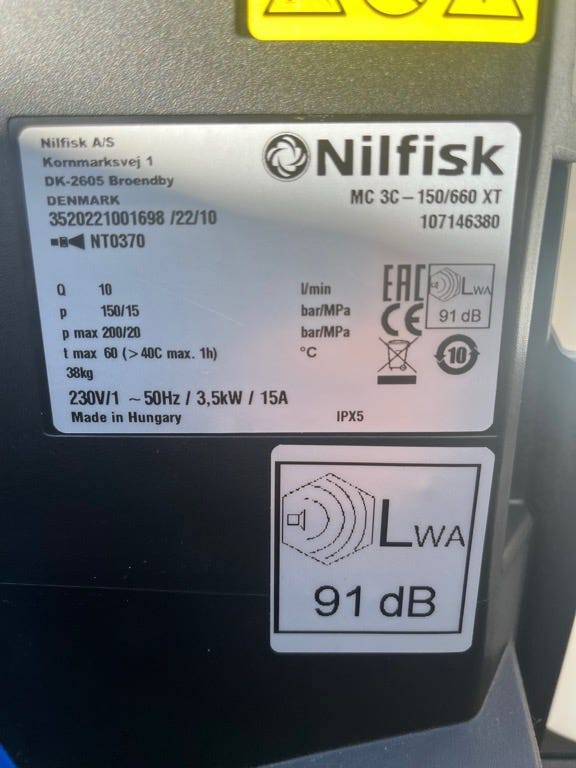 Nilfisk A/S
Kornmarksvej 1
DK-2605 Broendby
DENMARK
3520221001698 /22/10
NT0370
Nilfisk
MC 3C – 150/660 XT
107146380
Q 10 l/min
p 150/15 bar/MPa
p max 200/20 bar/MPa
t max 60 (>40C max. 1h) °C
38kg
230V/1 ~ 50Hz / 3,5kW / 15A
Made in Hungary
IPX5
EAC
CE
LWA
91 dB
10
LWA
91 dB